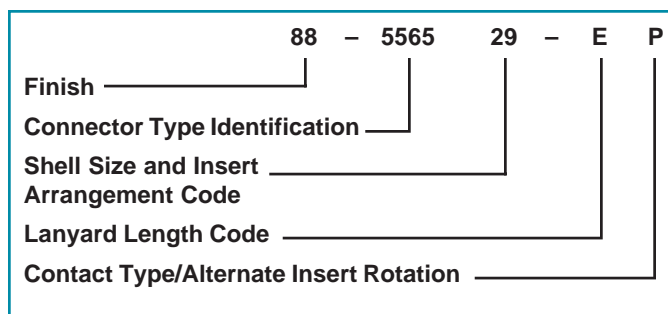 88 – 5565 29 – E P
Finish
Connector Type Identification
Shell Size and Insert
Arrangement Code
Lanyard Length Code
Contact Type/Alternate Insert Rotation